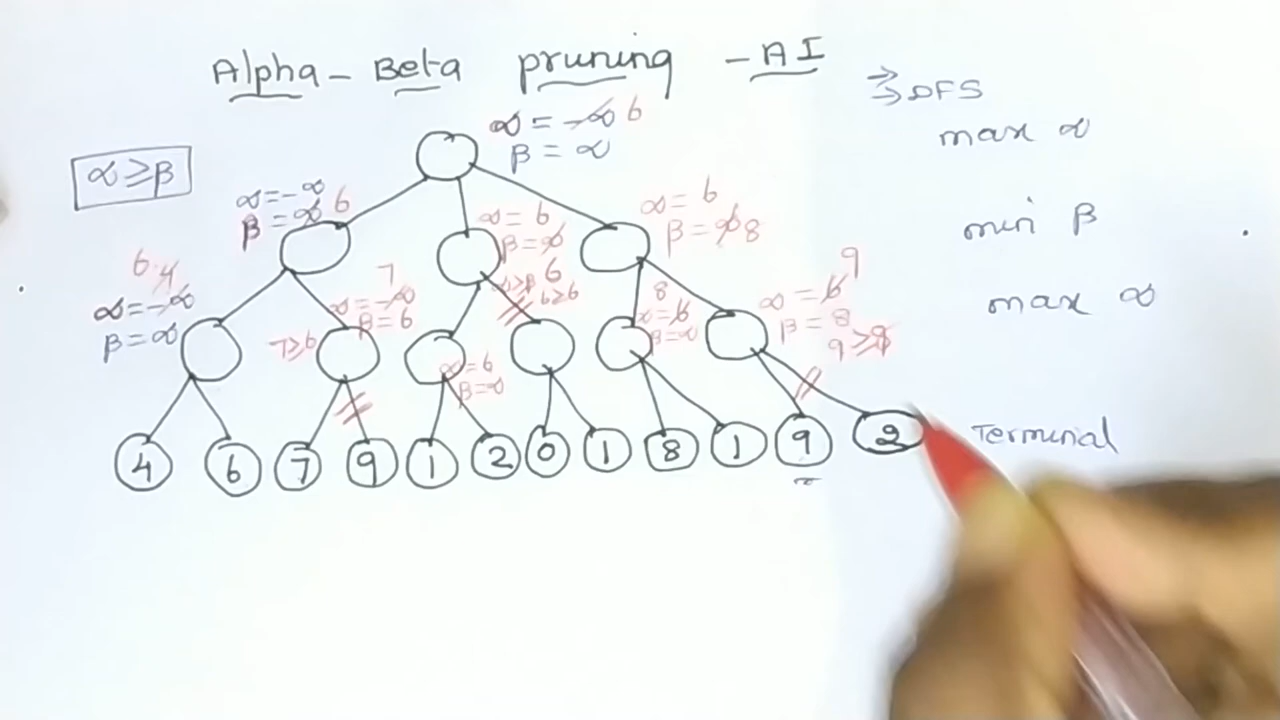 Alpha-Beta pruning - AI
⇒ DFS
α = -∞ 6
β = ∞
max α
α ≥ β
α = -∞
β = ∞ 6
α = 6
β = ∞
6
α = 6
β = ∞ 8
min β
6 4
α = -∞
β = ∞
7
α = -∞
β = 6
7≥6
α≥β
6≥6
8
α = 6
β = ∞
9
α = 6
β = 8
9 ≥ 8
max α
α = 6
β = ∞
4 6 7 9 1 2 0 1 8 1 9 2
Terminal